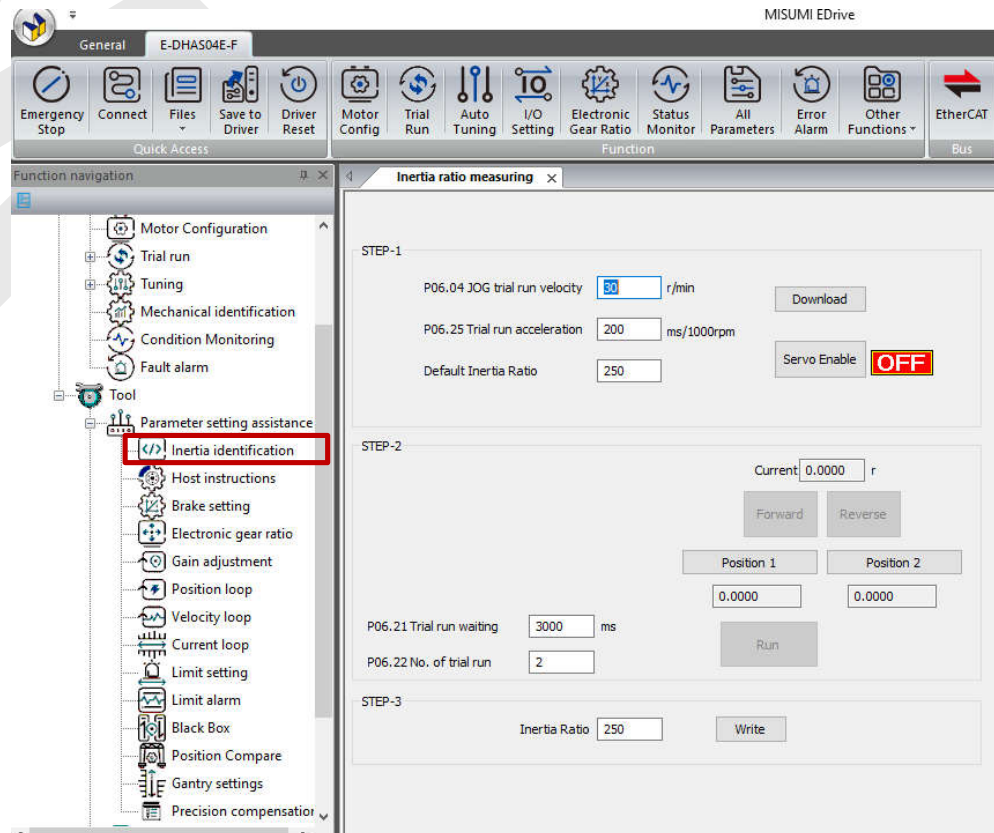 MISUMI EDrive
General E-DHAS04E-F
Emergency Stop
Connect
Files
Save to Driver
Driver Reset
Motor Config
Trial Run
Auto Tuning
IO
I/O Setting
Electronic Gear Ratio
Status Monitor
All Parameters
Error Alarm
Other Functions
EtherCAT
Quick Access
Function
Bus
Function navigation
Motor Configuration
Trial run
Tuning
Mechanical identification
Condition Monitoring
Fault alarm
Tool
Parameter setting assistance
Inertia identification
Host instructions
Brake setting
Electronic gear ratio
Gain adjustment
Position loop
Velocity loop
Current loop
Limit setting
Limit alarm
Black Box
Position Compare
Gantry settings
Precision compensation
Inertia ratio measuring
STEP-1
P06.04 JOG trial run velocity 30 r/min
Download
P06.25 Trial run acceleration 200 ms/1000rpm
Servo Enable OFF
Default Inertia Ratio 250
STEP-2
Current 0.0000 r
Forward Reverse
Position 1 Position 2
0.0000 0.0000
P06.21 Trial run waiting 3000 ms
Run
P06.22 No. of trial run 2
STEP-3
Inertia Ratio 250 Write